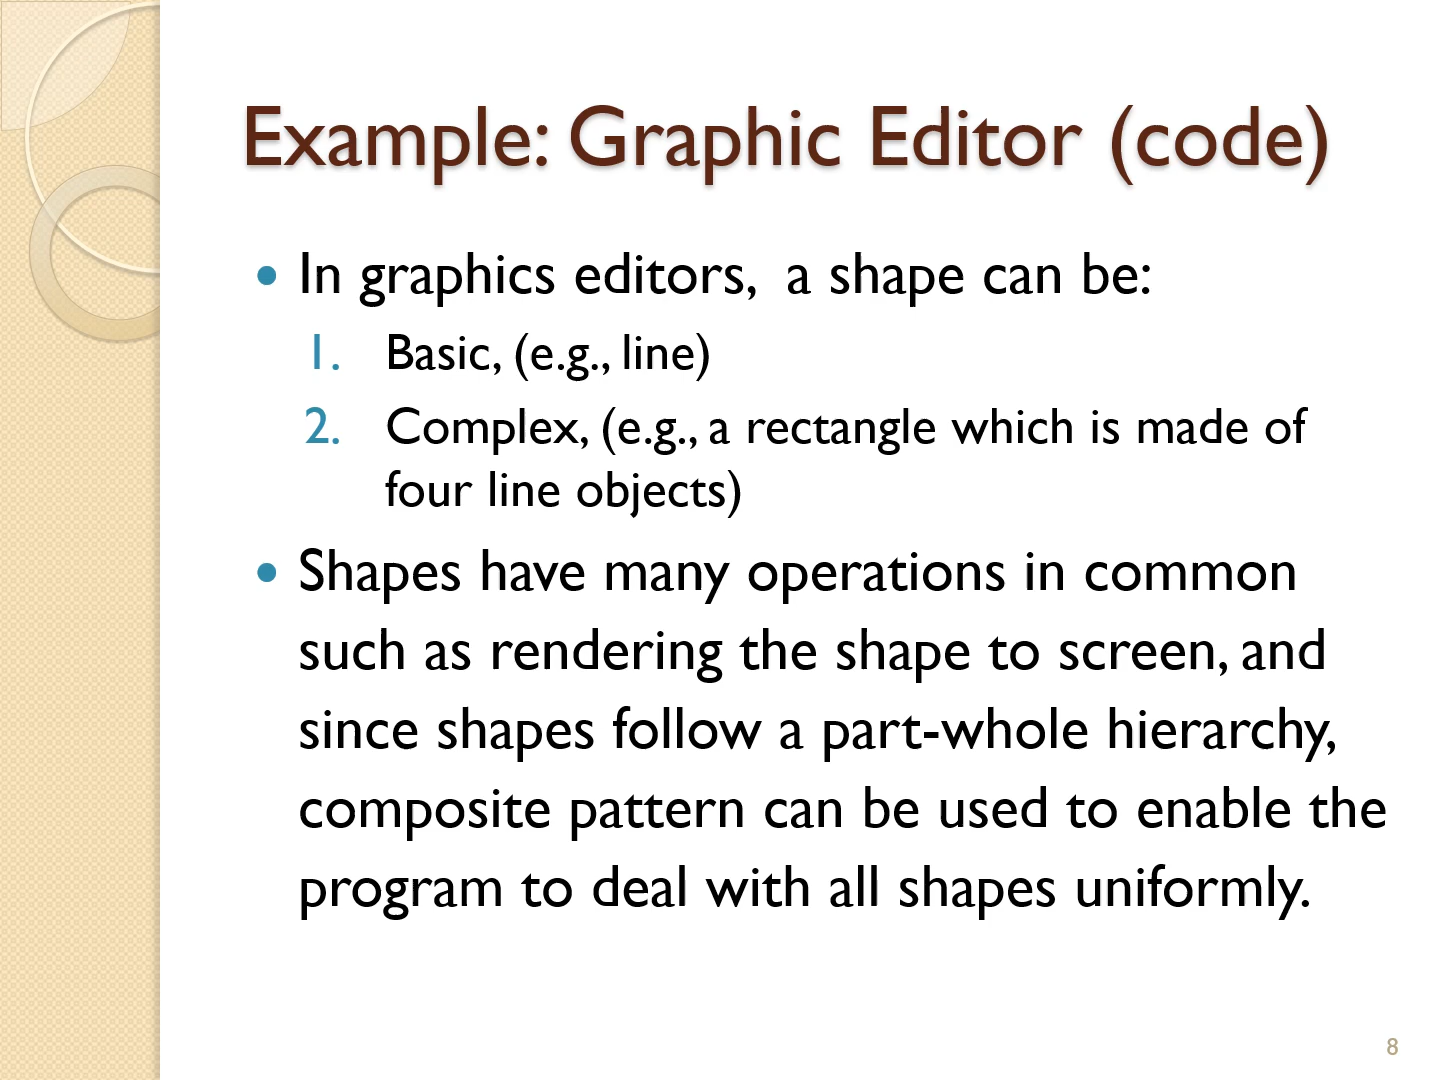 Example: Graphic Editor (code)
• In graphics editors,  a shape can be:
1. Basic, (e.g., line)
2. Complex, (e.g., a rectangle which is made of
four line objects)
• Shapes have many operations in common
such as rendering the shape to screen, and
since shapes follow a part-whole hierarchy,
composite pattern can be used to enable the
program to deal with all shapes uniformly.
8